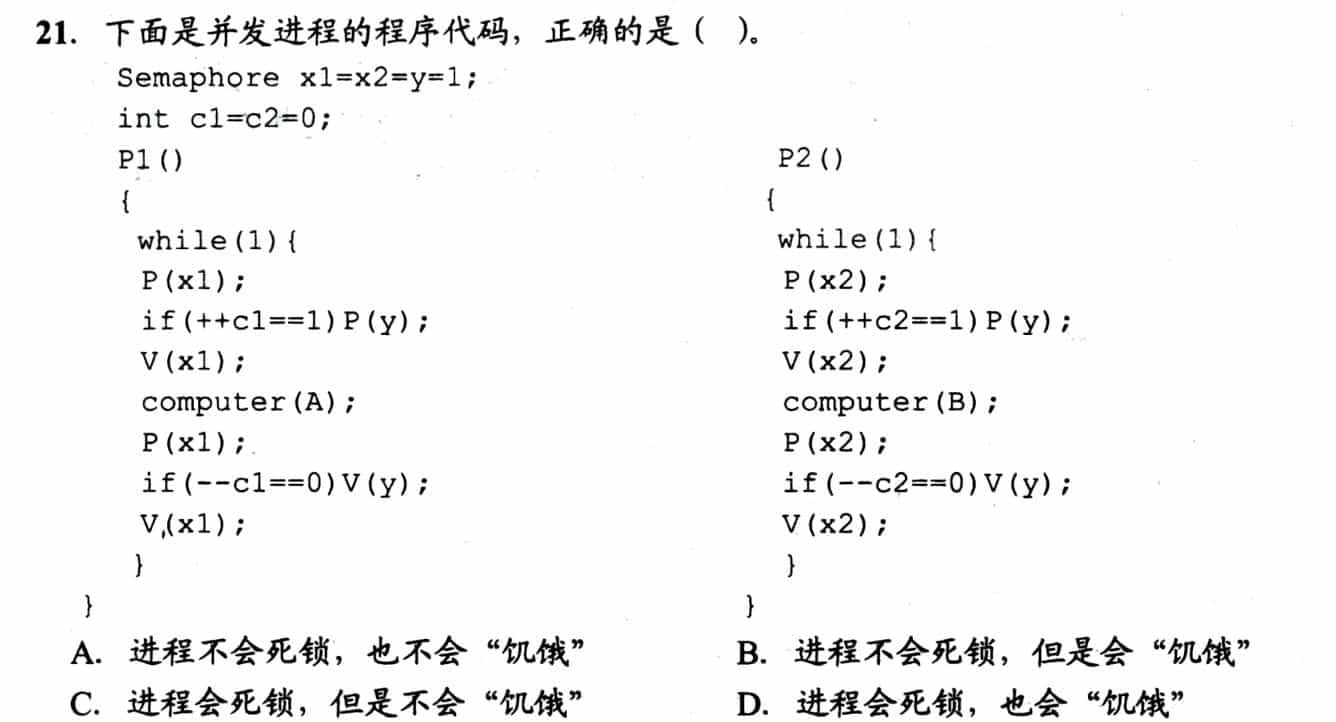 21. 下面是并发进程的程序代码，正确的是（ ）。
Semaphore x1=x2=y=1;
int c1=c2=0;
P1() P2()
{ {
while(1){ while(1){
P(x1); P(x2);
if(++c1==1)P(y); if(++c2==1)P(y);
V(x1); V(x2);
computer(A); computer(B);
P(x1); P(x2);
if(--c1==0)V(y); if(--c2==0)V(y);
V(x1); V(x2);
} }
} }
A. 进程不会死锁，也不会“饥饿” B. 进程不会死锁，但是会“饥饿”
C. 进程会死锁，但是不会“饥饿” D. 进程会死锁，也会“饥饿”